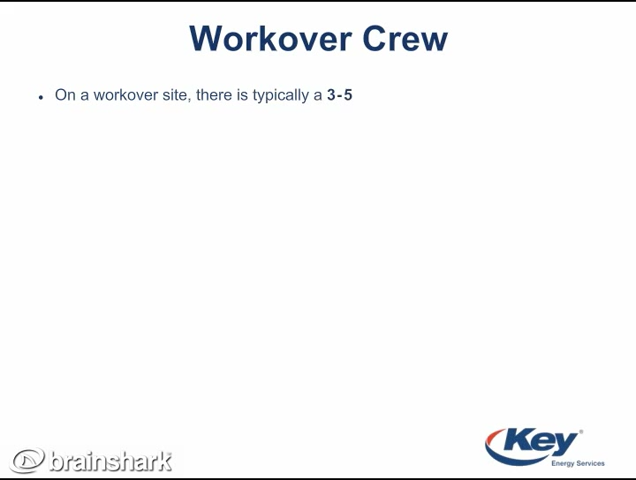 Workover Crew
• On a workover site, there is typically a 3-5
Key®
Energy Services
brainshark